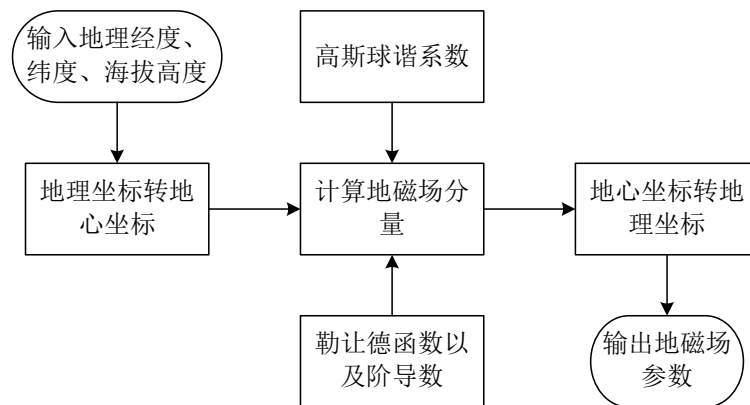 输入地理经度、
纬度、海拔高度
高斯球谐系数
地理坐标转地
心坐标
计算地磁场分
量
地心坐标转地
理坐标
勒让德函数以
及阶导数
输出地磁场
参数